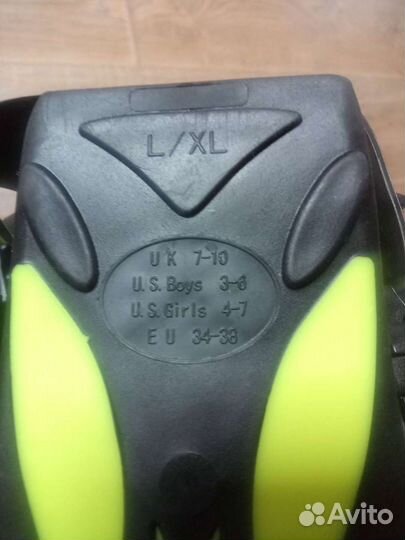 L/XL
UK 7-10
U.S.Boys 3-6
U.S.Girls 4-7
EU 34-38
Avito